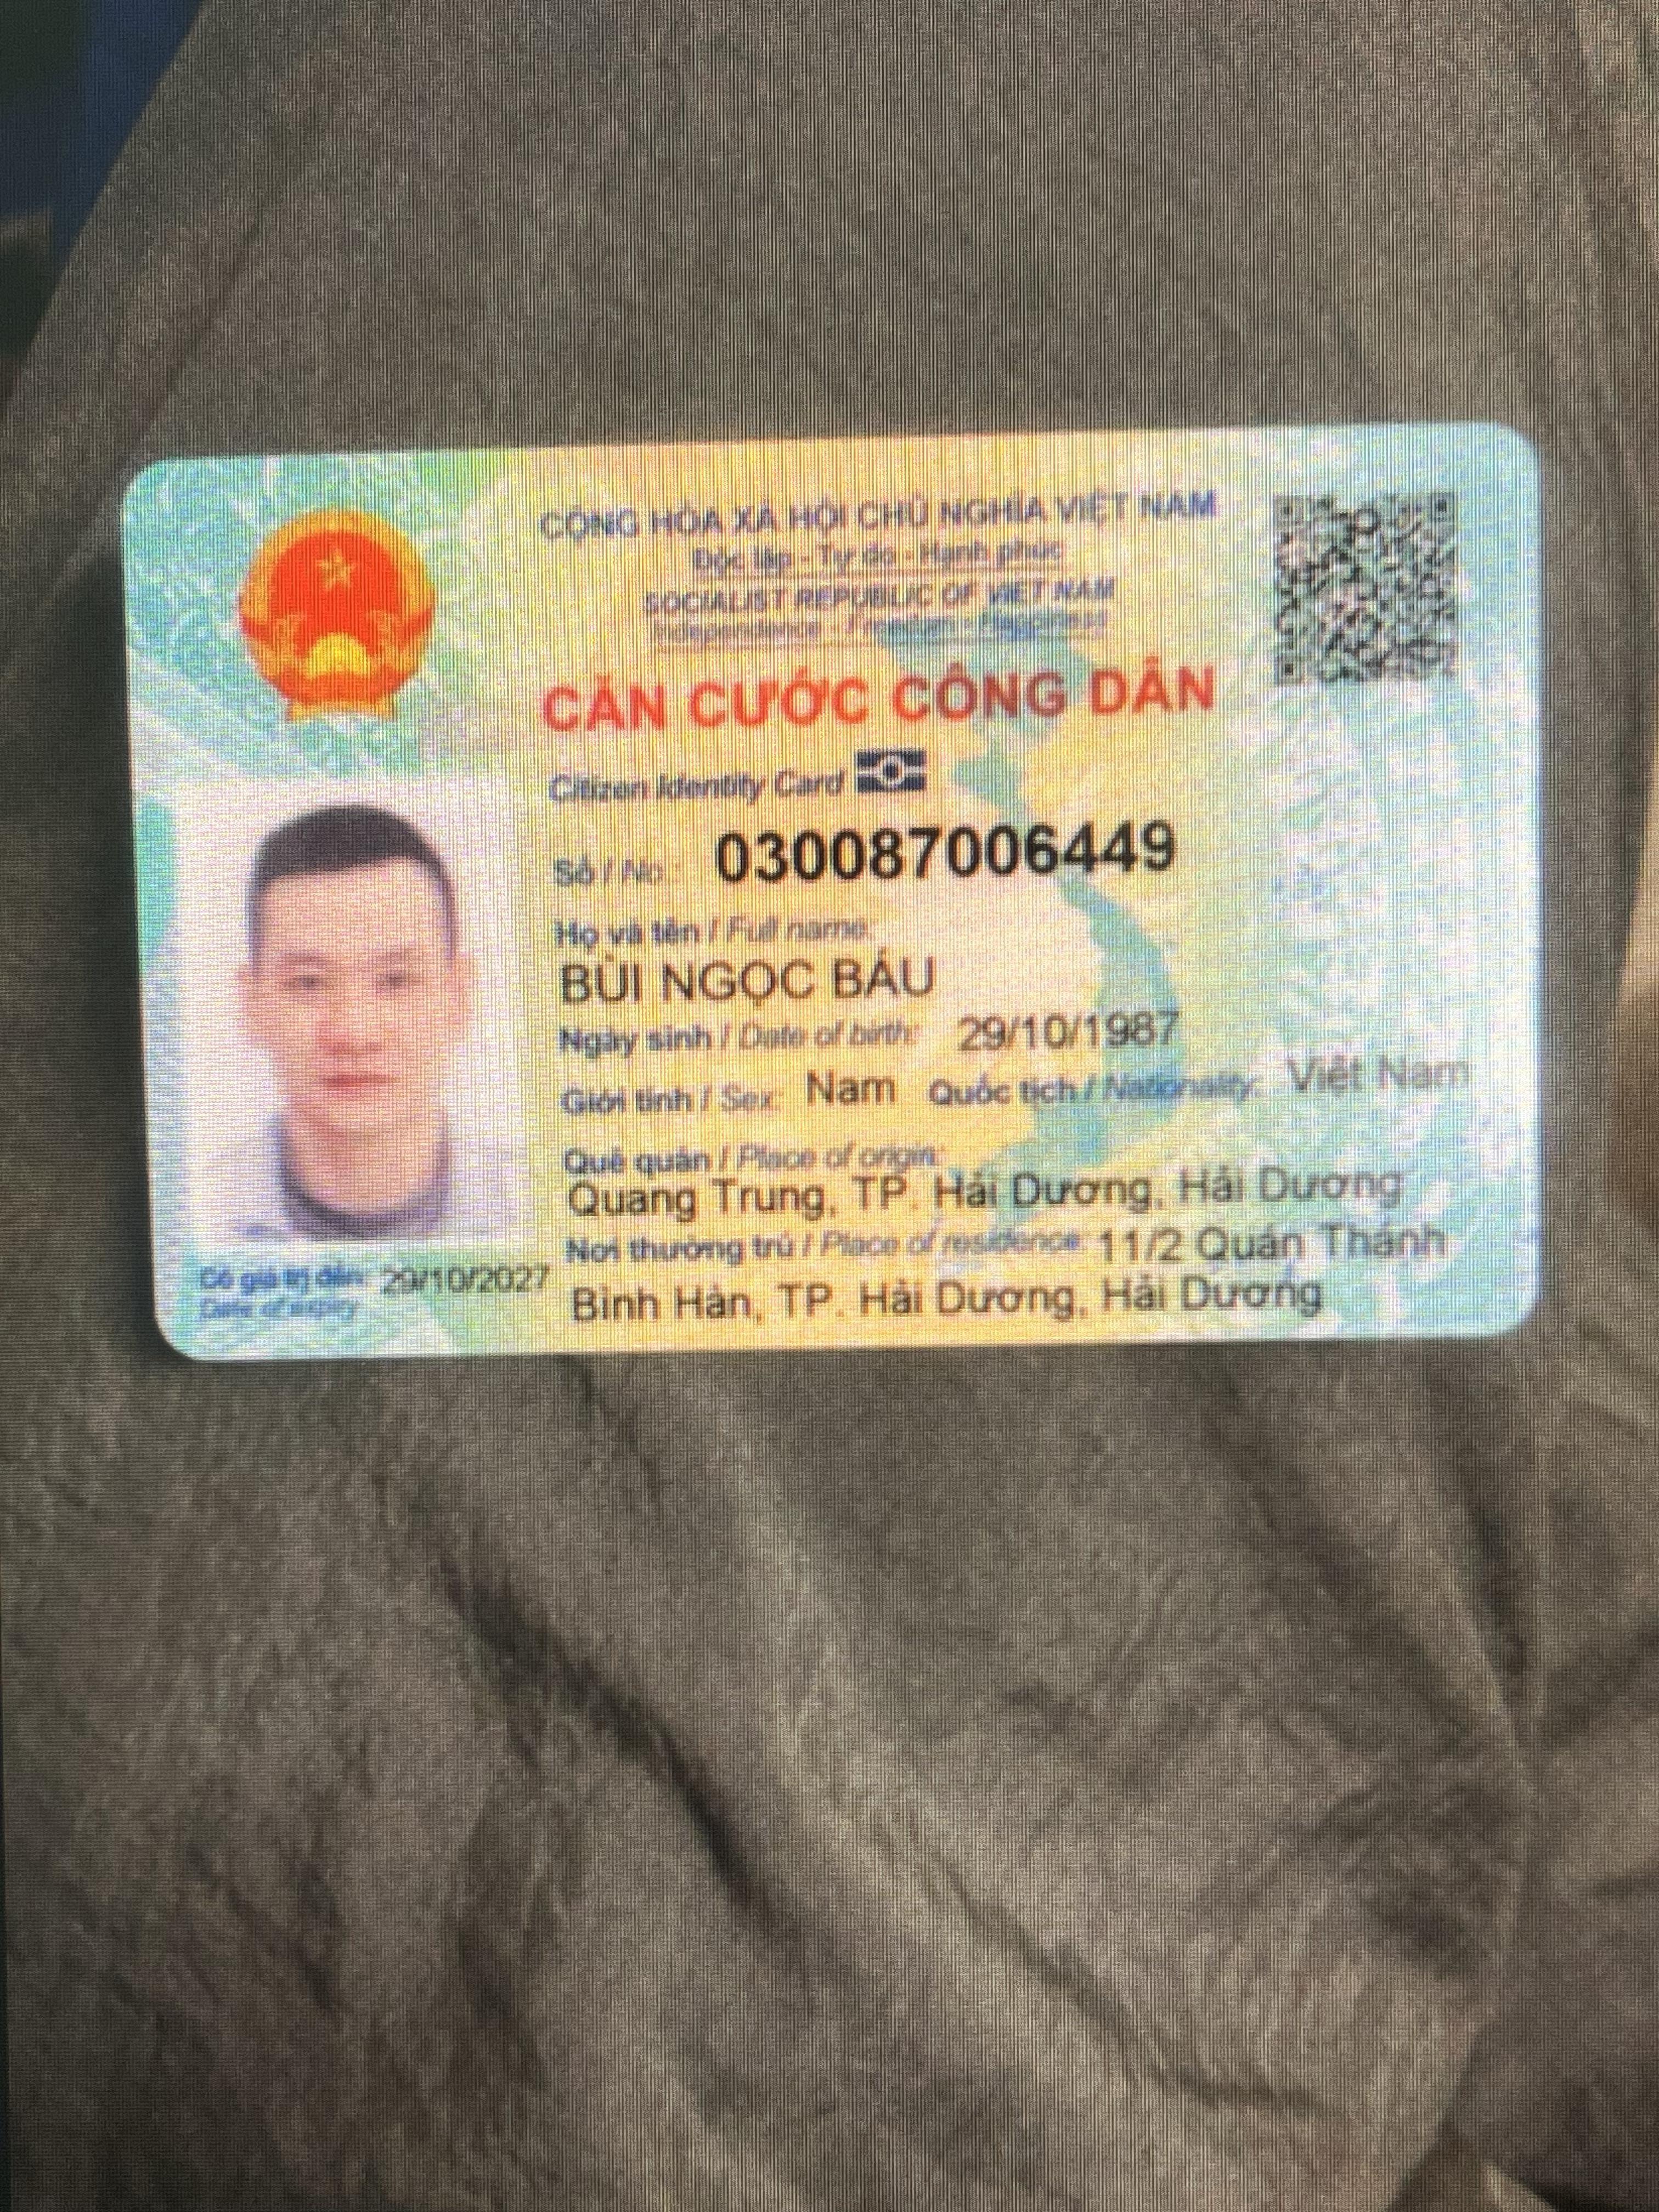 CỘNG HÒA XÃ HỘI CHỦ NGHĨA VIỆT NAM
Độc lập - Tự do - Hạnh phúc
SOCIALIST REPUBLIC OF VIET NAM
Independence - Freedom - Happiness
CĂN CƯỚC CÔNG DÂN
Citizen Identity Card
Số / No.: 030087006449
Họ và tên / Full name:
BÙI NGỌC BÁU
Ngày sinh / Date of birth: 29/10/1987
Giới tính / Sex: Nam Quốc tịch / Nationality: Việt Nam
Quê quán / Place of origin:
Quang Trung, TP. Hải Dương, Hải Dương
Nơi thường trú / Place of residence: 11/2 Quán Thánh
Bình Hàn, TP. Hải Dương, Hải Dương
Có giá trị đến: 29/10/2027
Date of expiry